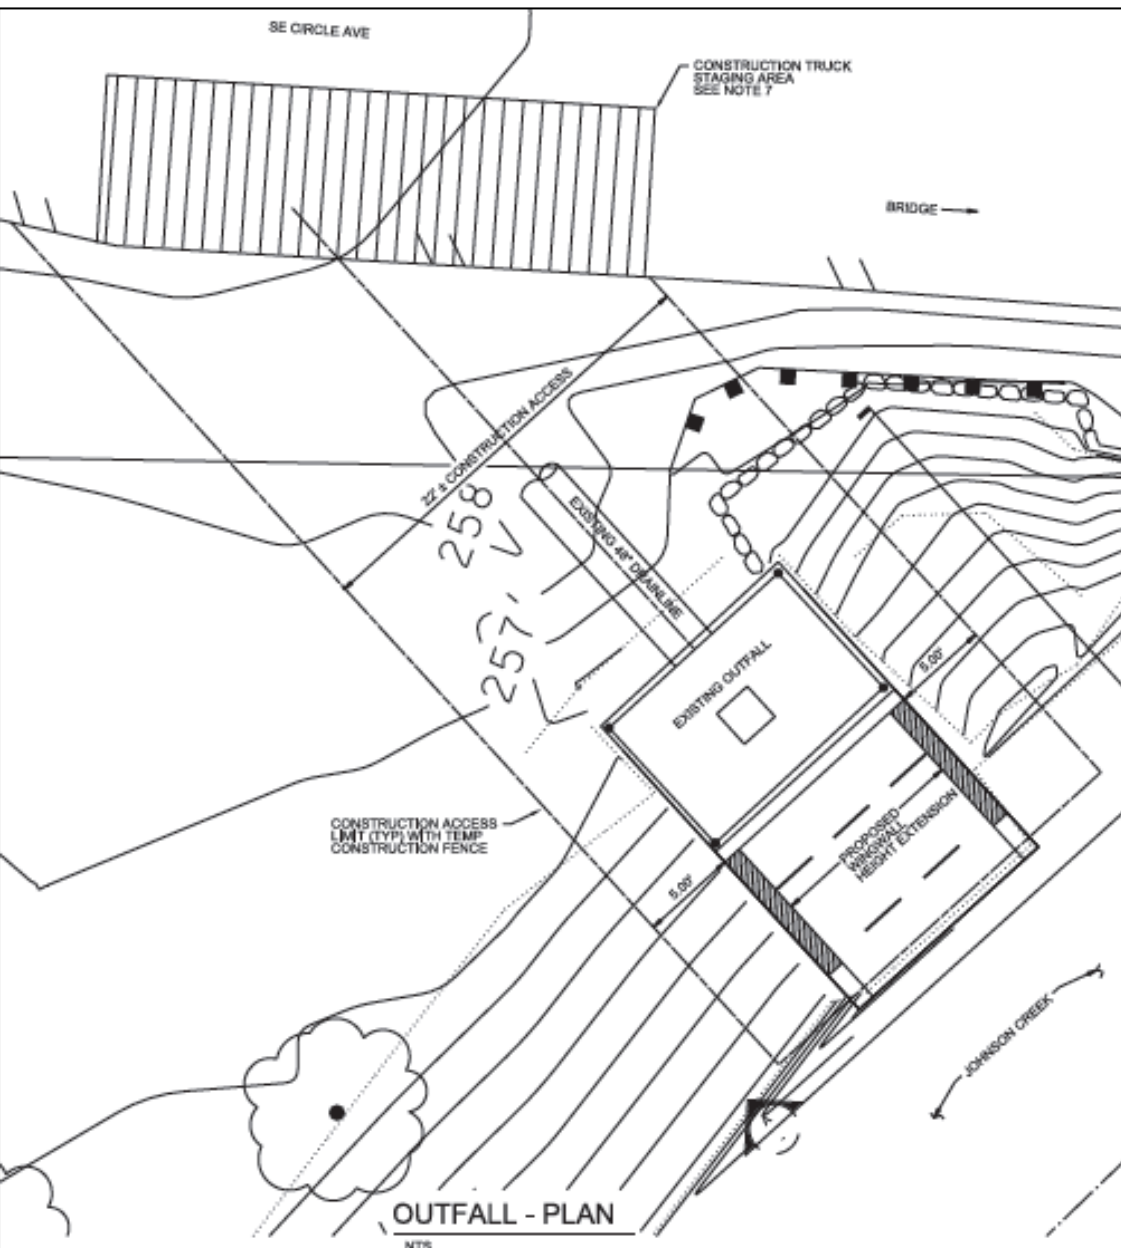 SE CIRCLE AVE
CONSTRUCTION TRUCK
STAGING AREA
SEE NOTE 7
BRIDGE
22' ± CONSTRUCTION ACCESS
258
EXISTING 48" DRAINLINE
257'
EXISTING OUTFALL
5.00'
CONSTRUCTION ACCESS
LIMIT (TYP) WITH TEMP
CONSTRUCTION FENCE
PROPOSED
WINGWALL
HEIGHT EXTENSION
5.00'
JOHNSON CREEK
OUTFALL - PLAN
NTS